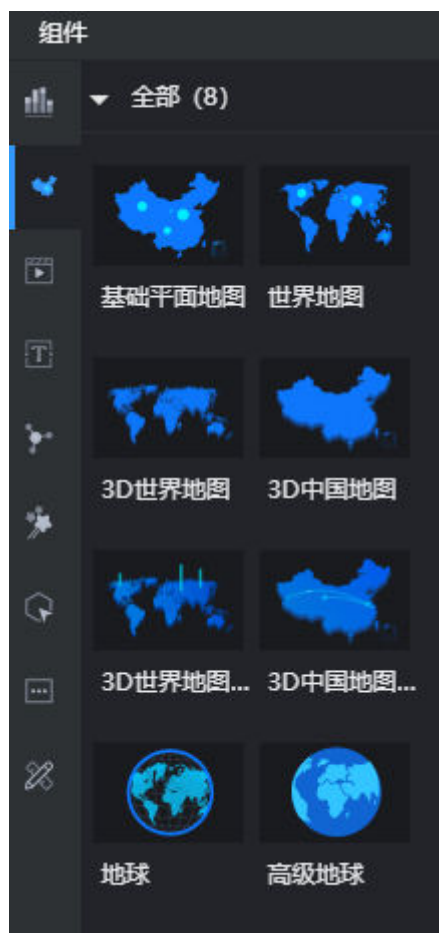 组件
全部 (8)
基础平面地图
世界地图
3D世界地图
3D中国地图
3D世界地图...
3D中国地图...
地球
高级地球